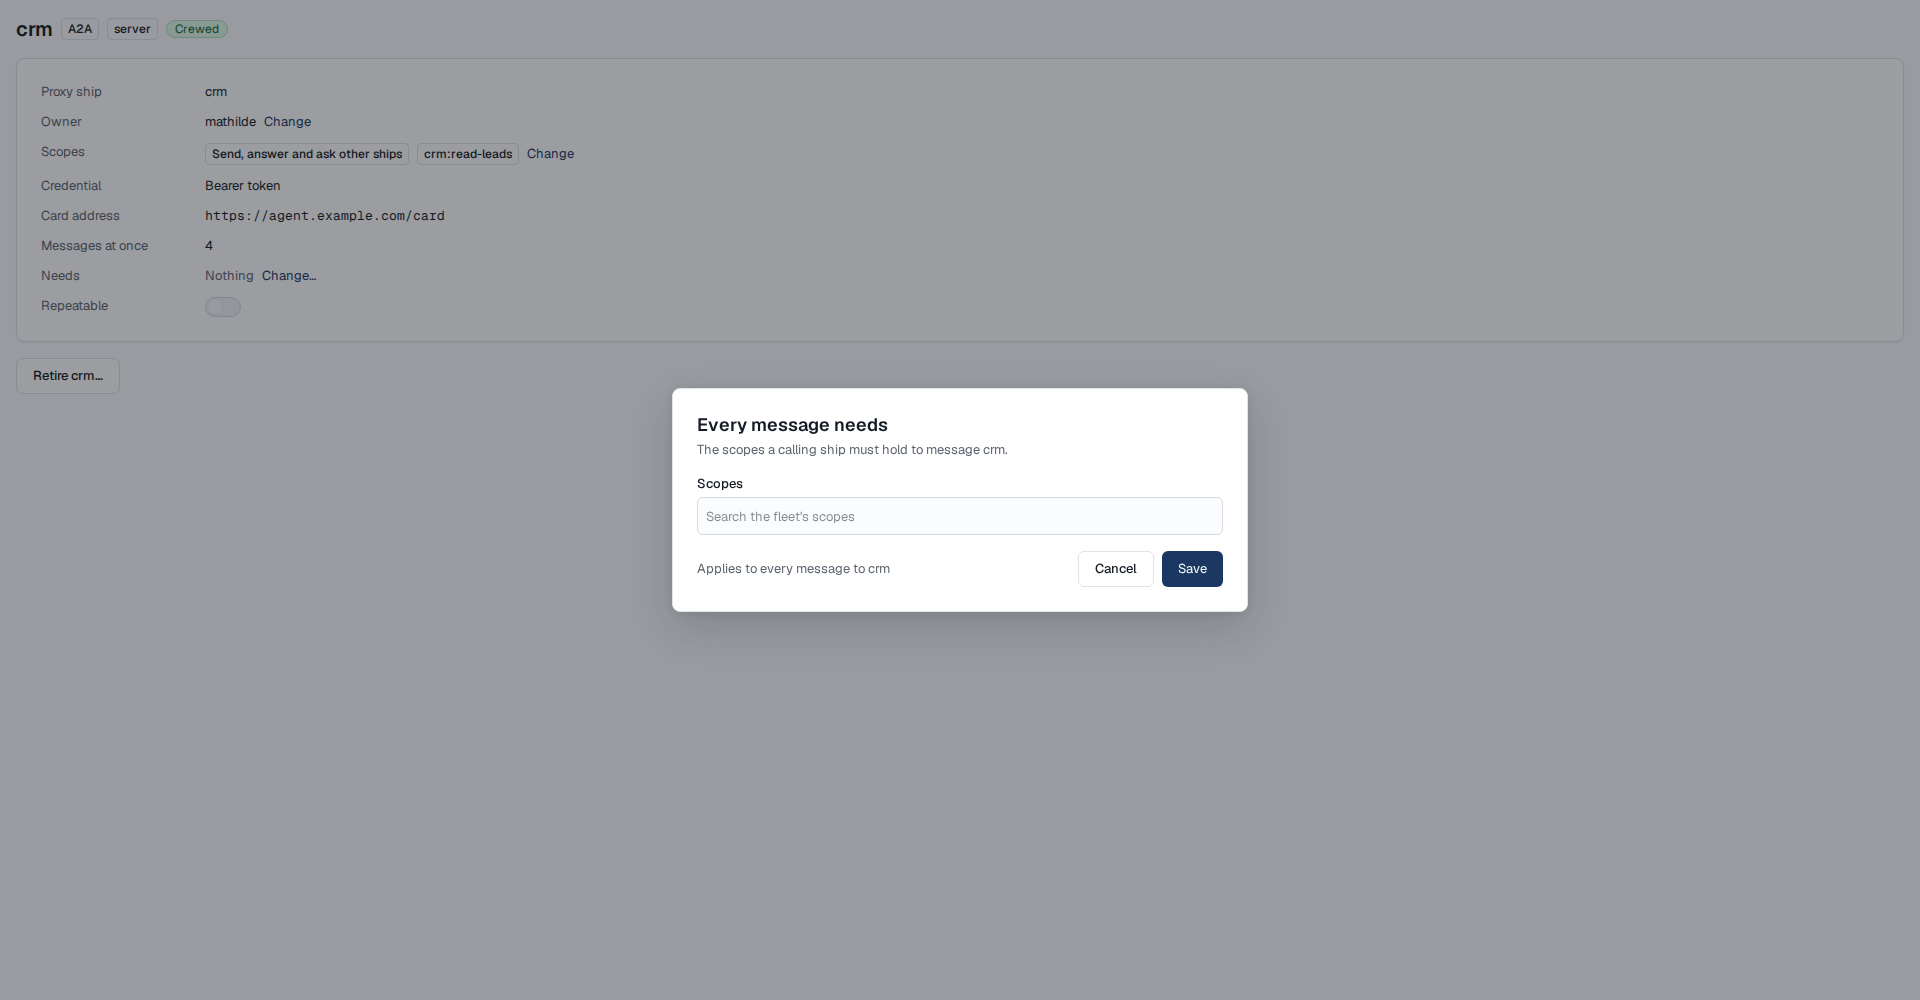 crm A2A server Crewed
Proxy ship crm
Owner mathilde Change
Scopes Send, answer and ask other ships crm:read-leads Change
Credential Bearer token
Card address https://agent.example.com/card
Messages at once 4
Needs Nothing Change…
Repeatable
Retire crm…
Every message needs
The scopes a calling ship must hold to message crm.
Scopes
Search the fleet's scopes
Applies to every message to crm Cancel Save